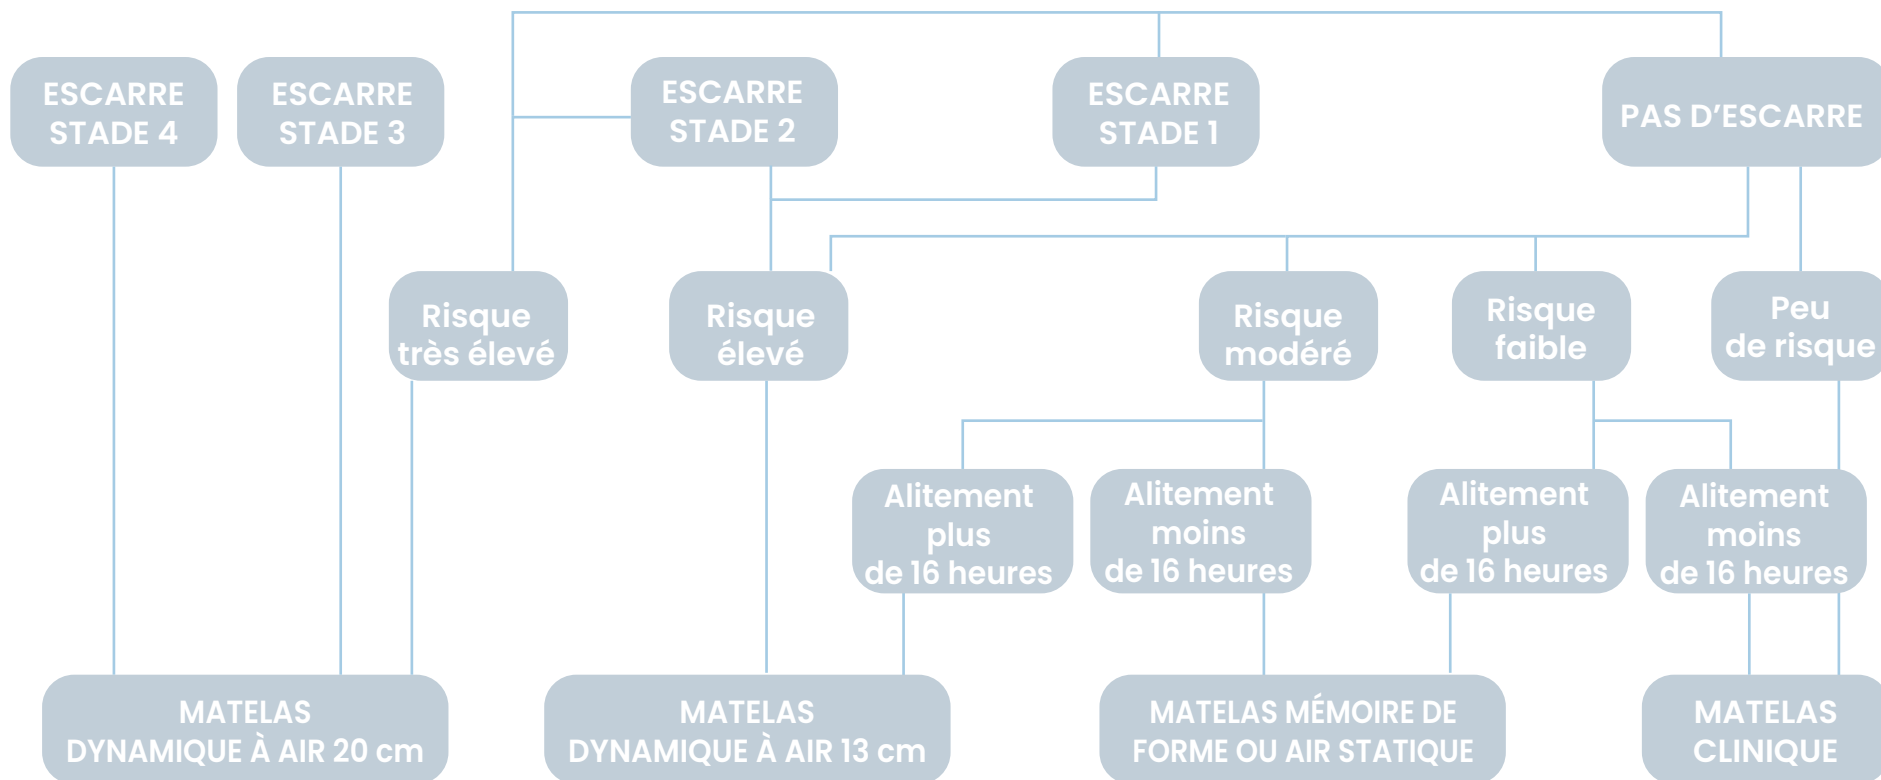 ESCARRE
STADE 4
ESCARRE
STADE 3
ESCARRE
STADE 2
ESCARRE
STADE 1
PAS D’ESCARRE
Risque
très élevé
Risque
élevé
Risque
modéré
Risque
faible
Peu
de risque
Alitement
plus
de 16 heures
Alitement
moins
de 16 heures
Alitement
plus
de 16 heures
Alitement
moins
de 16 heures
MATELAS
DYNAMIQUE À AIR 20 cm
MATELAS
DYNAMIQUE À AIR 13 cm
MATELAS MÉMOIRE DE
FORME OU AIR STATIQUE
MATELAS
CLINIQUE